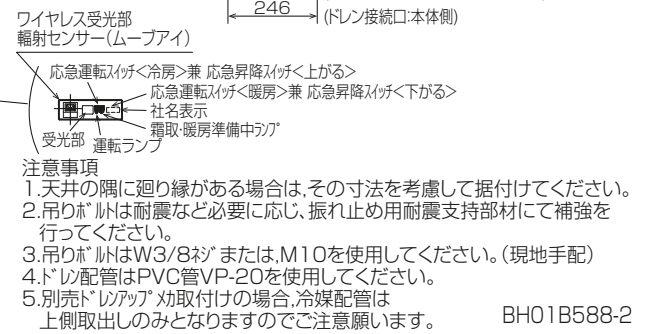 246
(ドレン接続口:本体側)
ワイヤレス受光部
輻射センサー(ムーブアイ)
応急運転スイッチ<冷房>兼 応急昇降スイッチ<上がる>
応急運転スイッチ<暖房>兼 応急昇降スイッチ<下がる>
社名表示
霜取・暖房準備中ランプ
受光部
運転ランプ
注意事項
1.天井の隅に廻り縁がある場合は,その寸法を考慮して据付けてください。
2.吊りボルトは耐震など必要に応じ、振れ止め用耐震支持部材にて補強を
行ってください。
3.吊りボルトはW3/8ネジまたは,M10を使用してください。(現地手配)
4.ドレン配管はPVC管VP-20を使用してください。
5.別売ドレンアップメカ取付けの場合,冷媒配管は
上側取出しのみとなりますのでご注意願います。
BH01B588-2